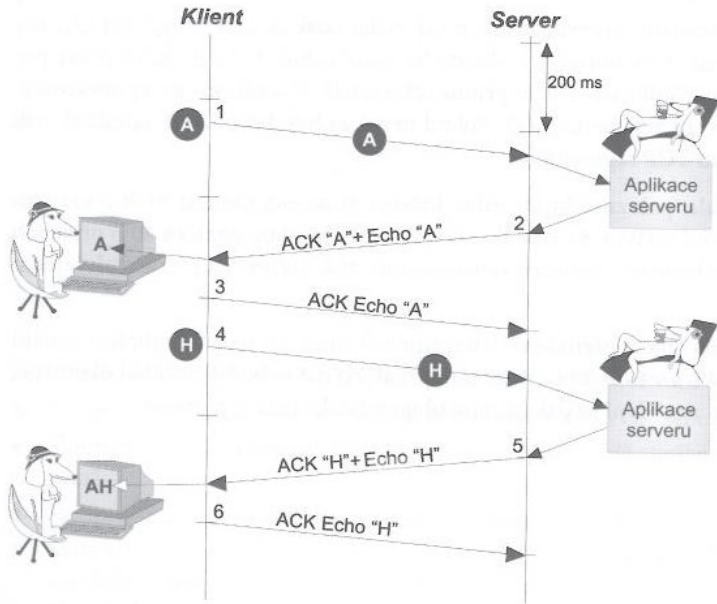 Klient
Server
200 ms
A
1
A
Aplikace
serveru
2
ACK “A”+ Echo “A”
A
3
ACK Echo “A”
H
4
H
Aplikace
serveru
5
ACK “H”+ Echo “H”
AH
6
ACK Echo “H”